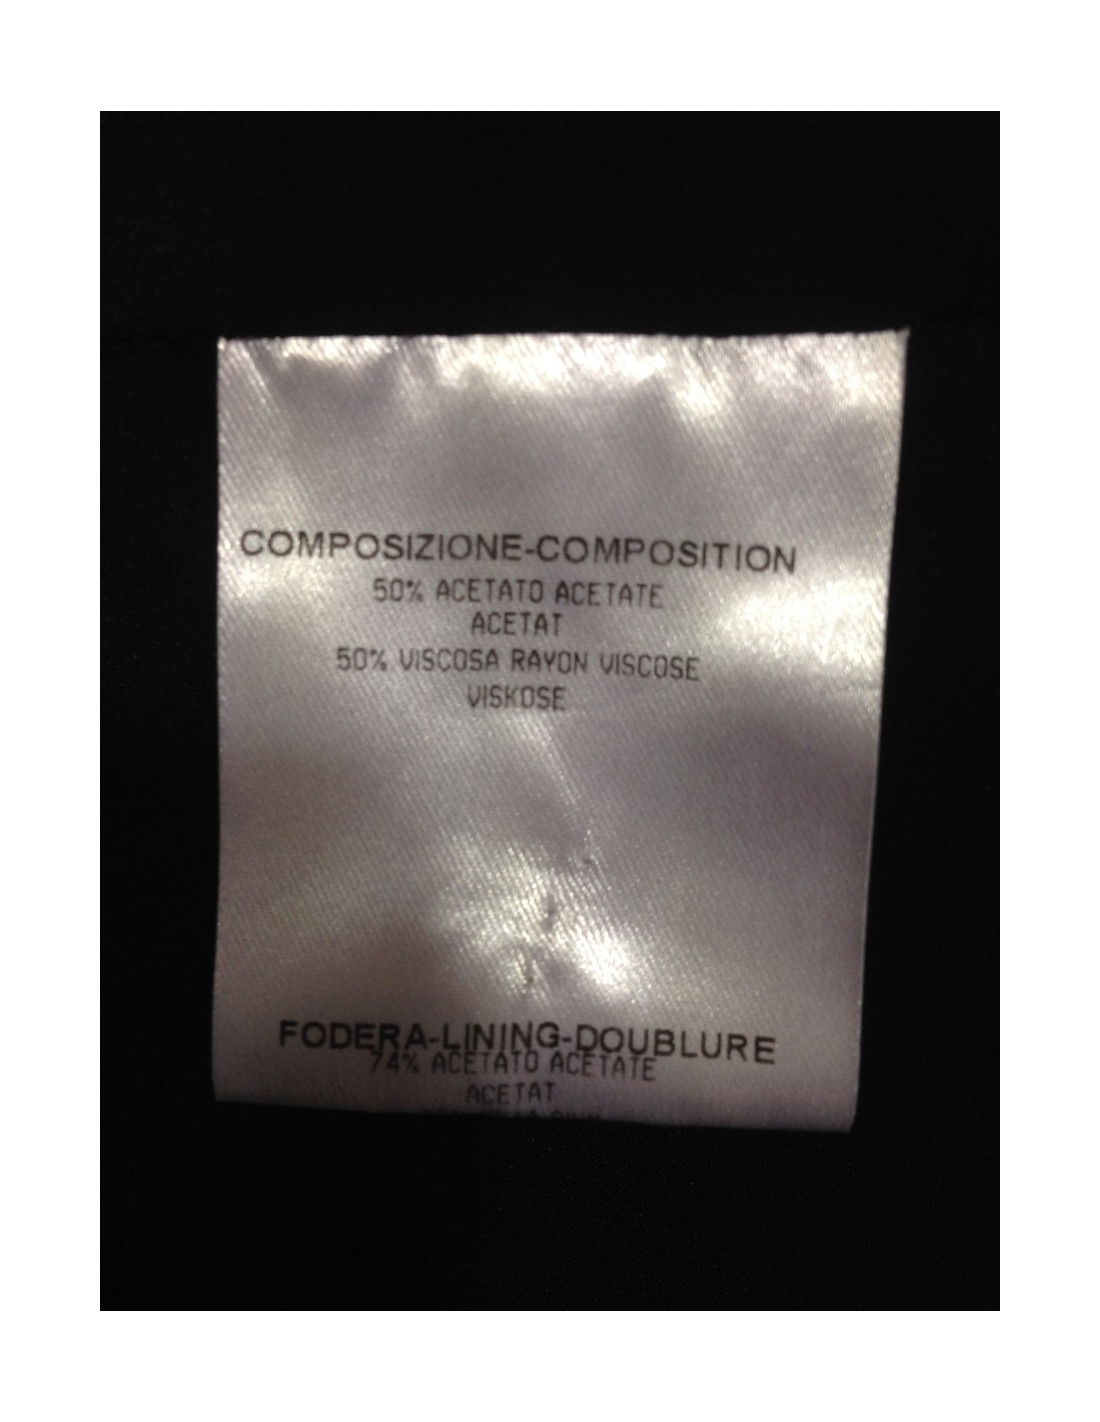 COMPOSIZIONE-COMPOSITION
50% ACETATO ACETATE
ACETAT
50% VISCOSA RAYON VISCOSE
VISKOSE
FODERA-LINING-DOUBLURE
74% ACETATO ACETATE
ACETAT